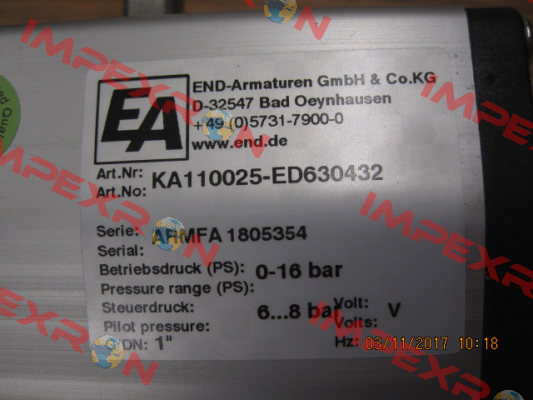 EA
END-Armaturen GmbH & Co.KG
D-32547 Bad Oeynhausen
+49 (0)5731-7900-0
www.end.de
Art.Nr: KA110025-ED630432
Art.No:
Serie: ARMFA 1805354
Serial:
Betriebsdruck (PS): 0-16 bar
Pressure range (PS):
Steuerdruck: 6...8 bar Volt: V
Pilot pressure: Volts:
G/DN: 1" Hz:
03/11/2017 10:18
IMPEXRON
IMPEXRON
IMPEXRON
IMPEXRON
IMPEXRON